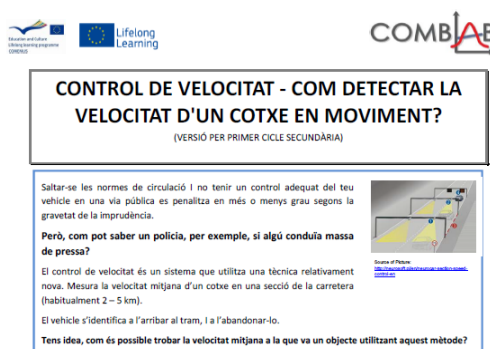 Education and Culture
Lifelong learning programme
COMENIUS
Lifelong
Learning
COMBLAB
CONTROL DE VELOCITAT - COM DETECTAR LA
VELOCITAT D'UN COTXE EN MOVIMENT?
(VERSIÓ PER PRIMER CICLE SECUNDÀRIA)
Saltar-se les normes de circulació I no tenir un control adequat del teu
vehicle en una via pública es penalitza en més o menys grau segons la
gravetat de la imprudència.
Però, com pot saber un policia, per exemple, si algú conduïa massa
de pressa?
El control de velocitat és un sistema que utilitza una tècnica relativament
nova. Mesura la velocitat mitjana d'un cotxe en una secció de la carretera
(habitualment 2 – 5 km).
El vehicle s'identifica a l'arribar al tram, I a l'abandonar-lo.
Tens idea, com és possible trobar la velocitat mitjana a la que va un objecte utilitzant aquest mètode?
Source of Picture